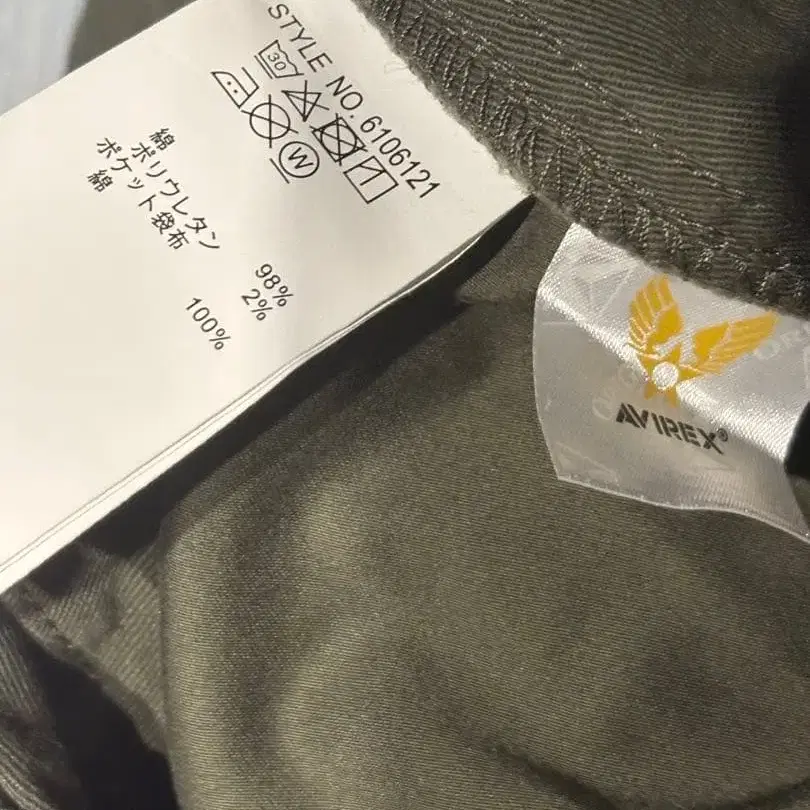 STYLE NO. 6106121
30
W
綿 98%
ポリウレタン 2%
ポケット袋布
綿 100%
AVIREX®